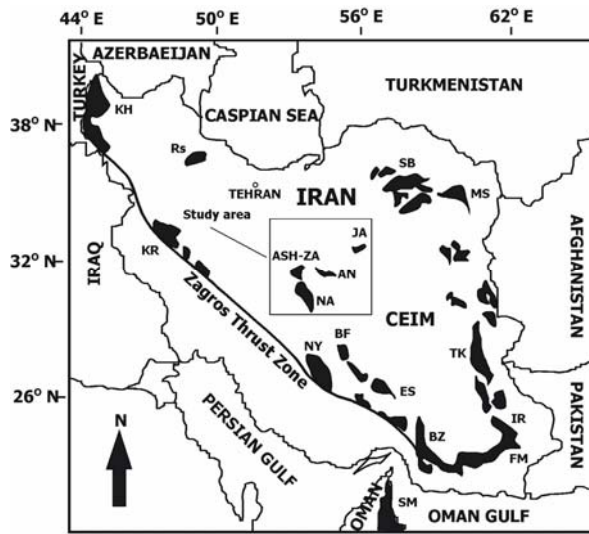 44° E
50° E
56° E
62° E
38° N
32° N
26° N
AZERBAEIJAN
TURKEY
TURKMENISTAN
CASPIAN SEA
KH
Rs
SB
MS
TEHRAN
IRAN
Study area
JA
KR
ASH-ZA
AN
NA
IRAQ
AFGHANISTAN
CEIM
Zagros Thrust Zone
NY
BF
ES
TK
PAKISTAN
IR
BZ
FM
PERSIAN GULF
N
OMAN
SM
OMAN GULF